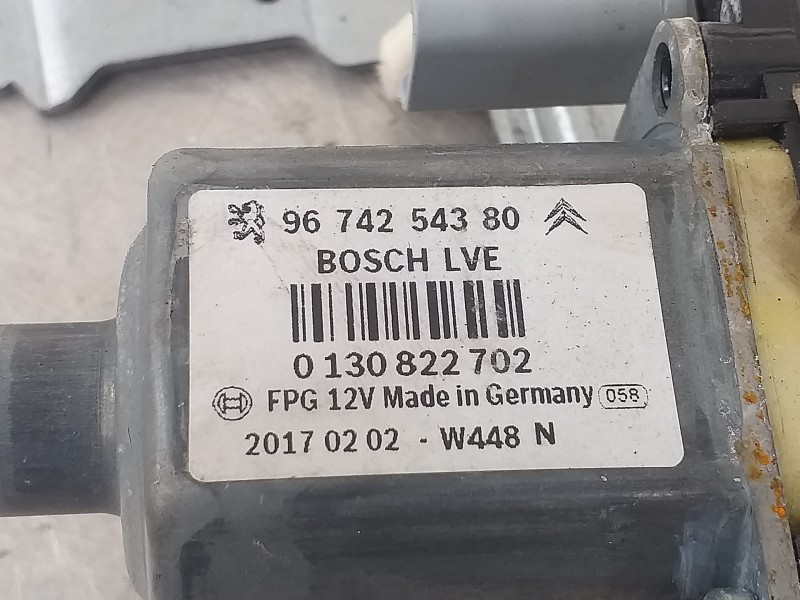 96 742 543 80
BOSCH LVE
0 130 822 702
FPG 12V Made in Germany 058
2017 02 02 - W448 N